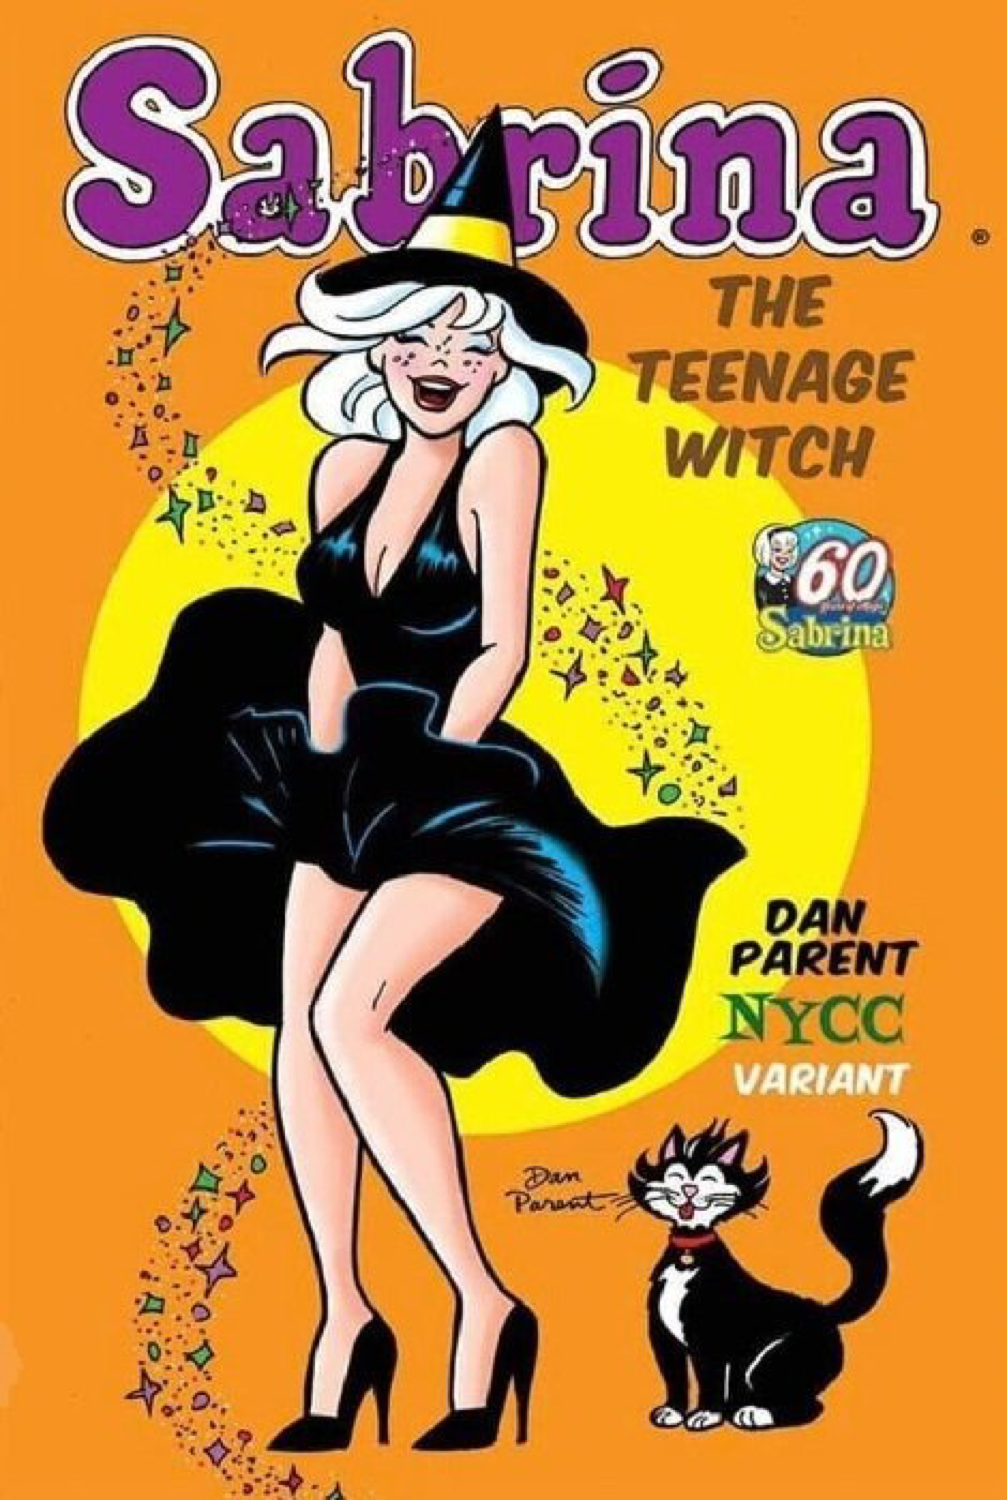 Sabrina
®
THE
TEENAGE
WITCH
60
Sabrina
DAN
PARENT
NYCC
VARIANT
Dan
Parent